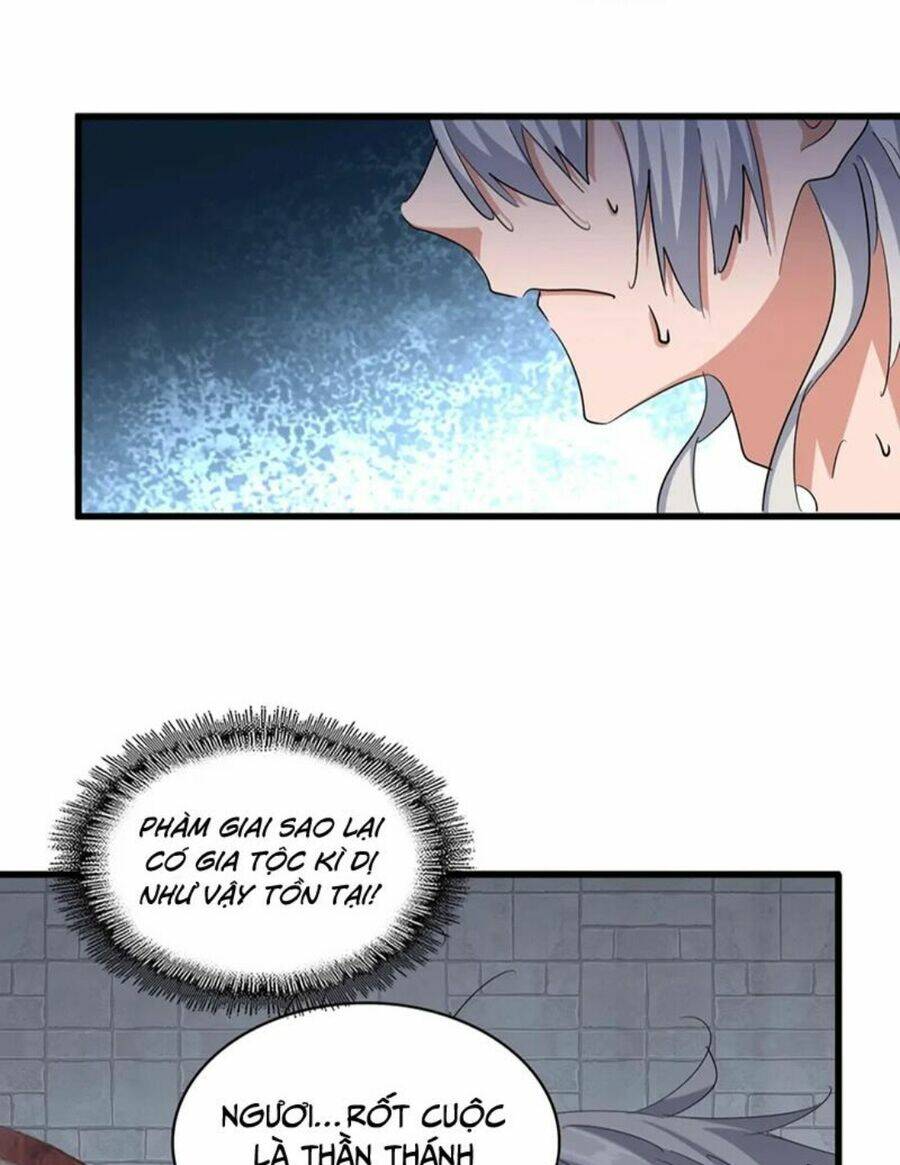 PHÀM GIAI SAO LẠI
CÓ GIA TỘC KÌ DỊ
NHƯ VẬY TỒN TẠI!
NGƯƠI...RỐT CUỘC
LÀ THẦN THÁNH